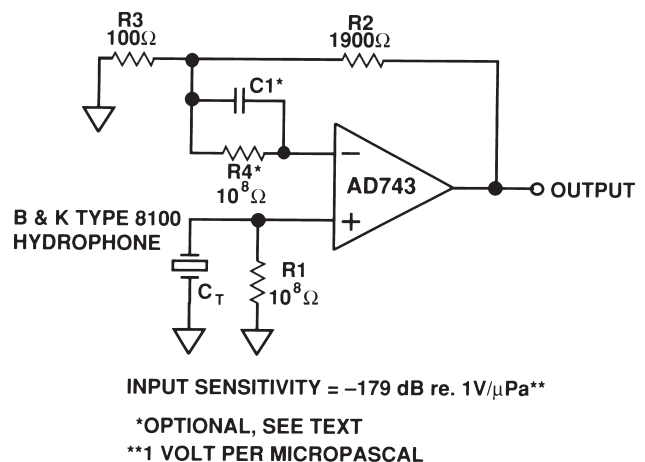 R3
100Ω
R2
1900Ω
C1*
R4*
10⁸Ω
−
AD743
+
OUTPUT
B & K TYPE 8100
HYDROPHONE
CT
R1
10⁸Ω
INPUT SENSITIVITY = –179 dB re. 1V/μPa**
*OPTIONAL, SEE TEXT
**1 VOLT PER MICROPASCAL